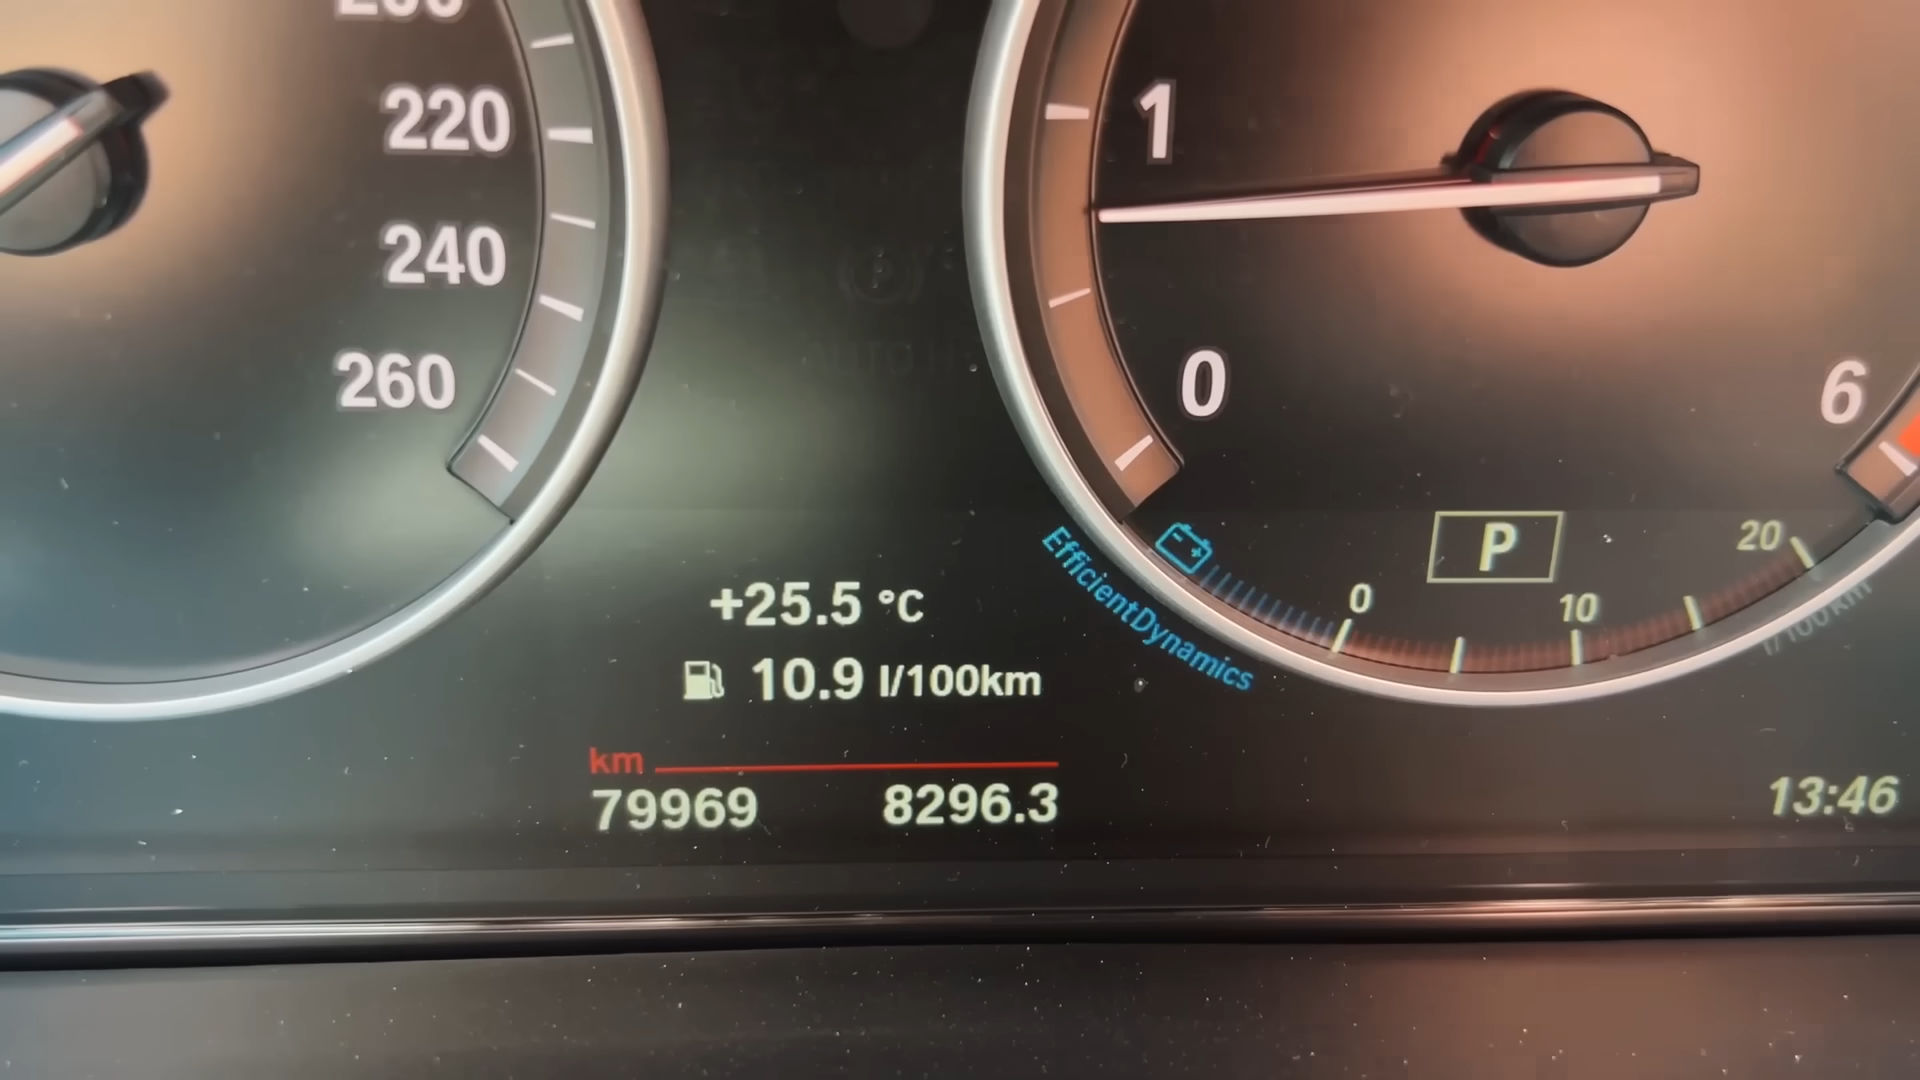 220
240
260
1
0
6
EfficientDynamics
P
0
10
20
l/100km
+25.5 °C
10.9 l/100km
km
79969 8296.3
13:46